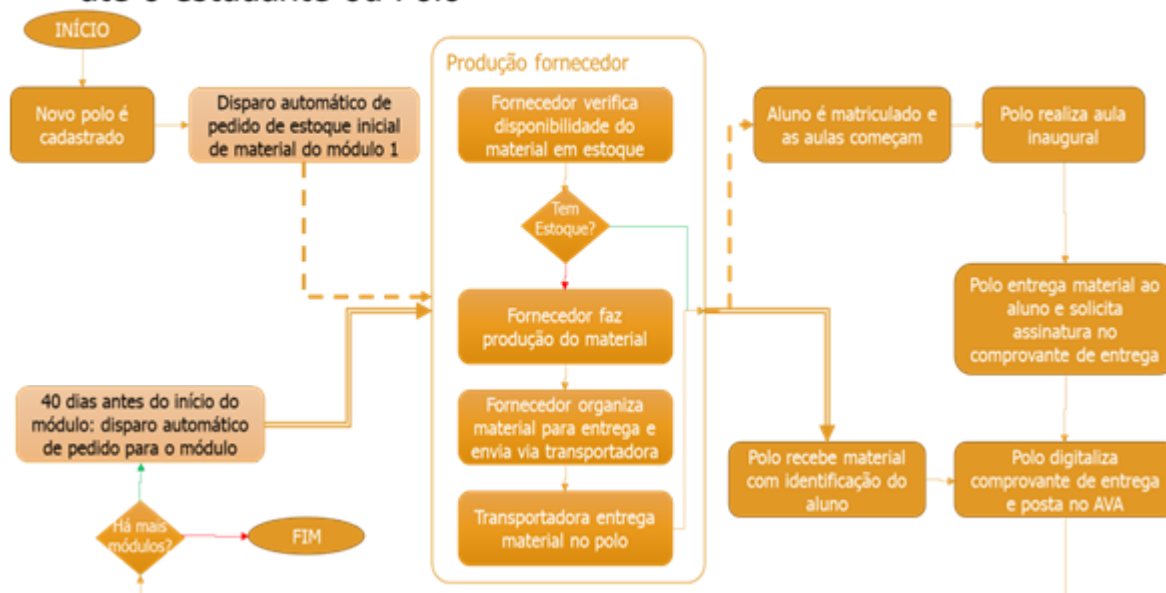 até o estudante ou Polo
INÍCIO
Novo polo é
cadastrado
Disparo automático de
pedido de estoque inicial
de material do módulo 1
Produção fornecedor
Fornecedor verifica
disponibilidade do
material em estoque
Tem
Estoque?
Fornecedor faz
produção do material
Fornecedor organiza
material para entrega e
envia via transportadora
Transportadora entrega
material no polo
Aluno é matriculado e
as aulas começam
Polo realiza aula
inaugural
Polo entrega material ao
aluno e solicita
assinatura no
comprovante de entrega
Polo recebe material
com identificação do
aluno
Polo digitaliza
comprovante de entrega
e posta no AVA
40 dias antes do início do
módulo: disparo automático
de pedido para o módulo
Há mais
módulos?
FIM